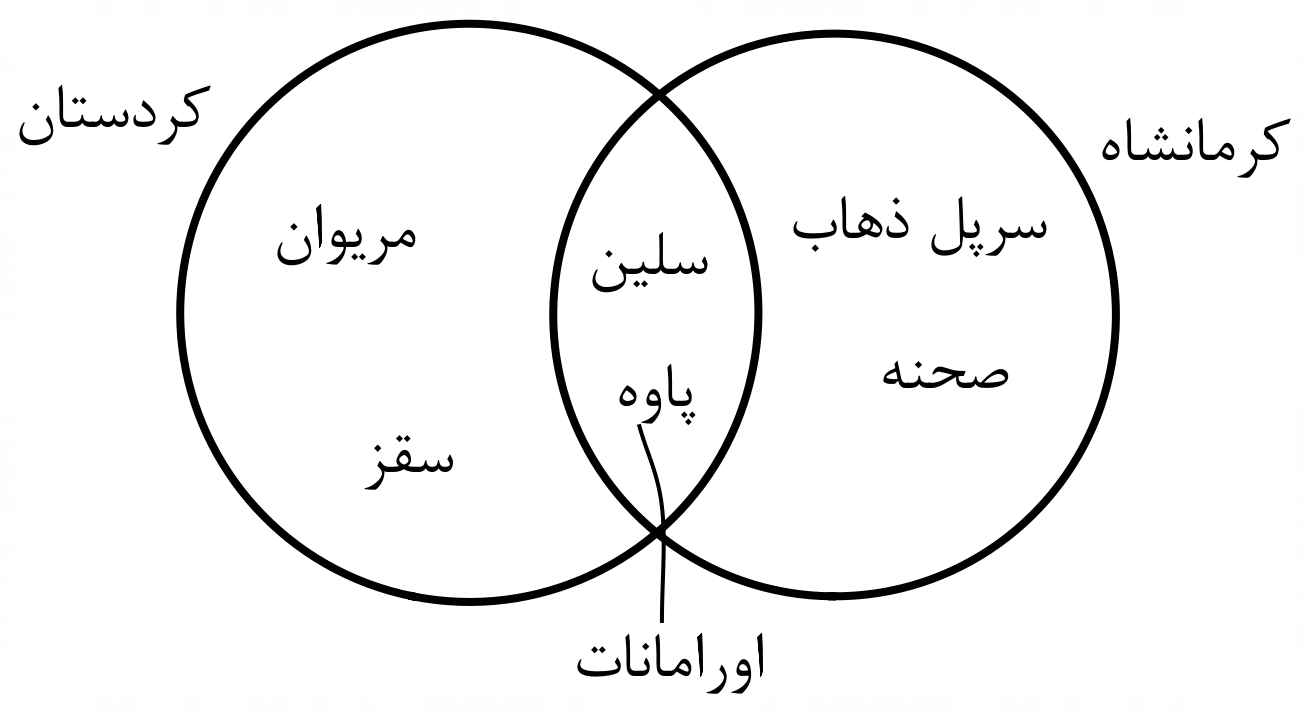 کرمانشاه
کردستان
سرپل ذهاب
صحنه
سلین
پاوه
مریوان
سقز
اورامانات